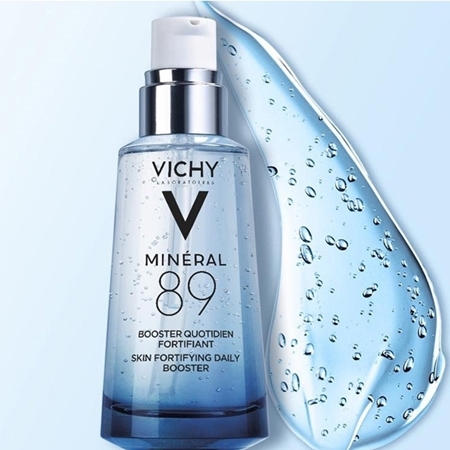 VICHY
LABORATOIRES
V
MINÉRAL
89
BOOSTER QUOTIDIEN
FORTIFIANT
SKIN FORTIFYING DAILY
BOOSTER